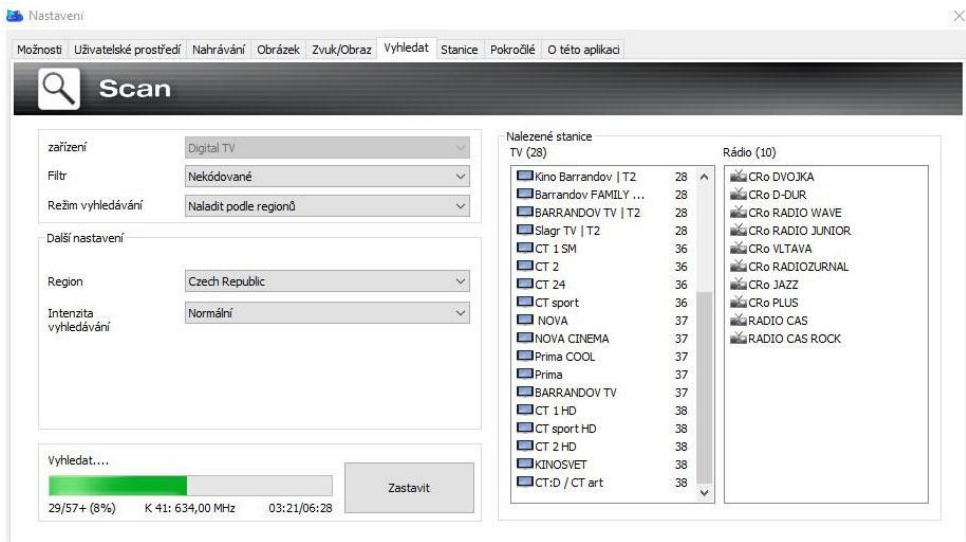 Nastavení
Možnosti Uživatelské prostředí Nahrávání Obrázek Zvuk/Obraz Vyhledat Stanice Pokročilé O této aplikaci
Scan
zařízení Digital TV
Filtr Nekódované
Režim vyhledávání Naladit podle regionů
Další nastavení
Region Czech Republic
Intenzita
vyhledávání
Normální
Vyhledat....
29/57+ (8%) K 41: 634,00 MHz 03:21/06:28
Zastavit
Nalezené stanice
TV (28)
Kino Barrandov | T2 28
Barrandov FAMILY ... 28
BARRANDOV TV | T2 28
Slagr TV | T2 28
CT 1 SM 36
CT 2 36
CT 24 36
CT sport 36
NOVA 37
NOVA CINEMA 37
Prima COOL 37
Prima 37
BARRANDOV TV 37
CT 1 HD 38
CT sport HD 38
CT 2 HD 38
KINOSVET 38
CT:D / CT art 38
Rádio (10)
CRo DVOJKA
CRo D-DUR
CRo RADIO WAVE
CRo RADIO JUNIOR
CRo VLTAVA
CRo RADIOZURNAL
CRo JAZZ
CRo PLUS
RADIO CAS
RADIO CAS ROCK